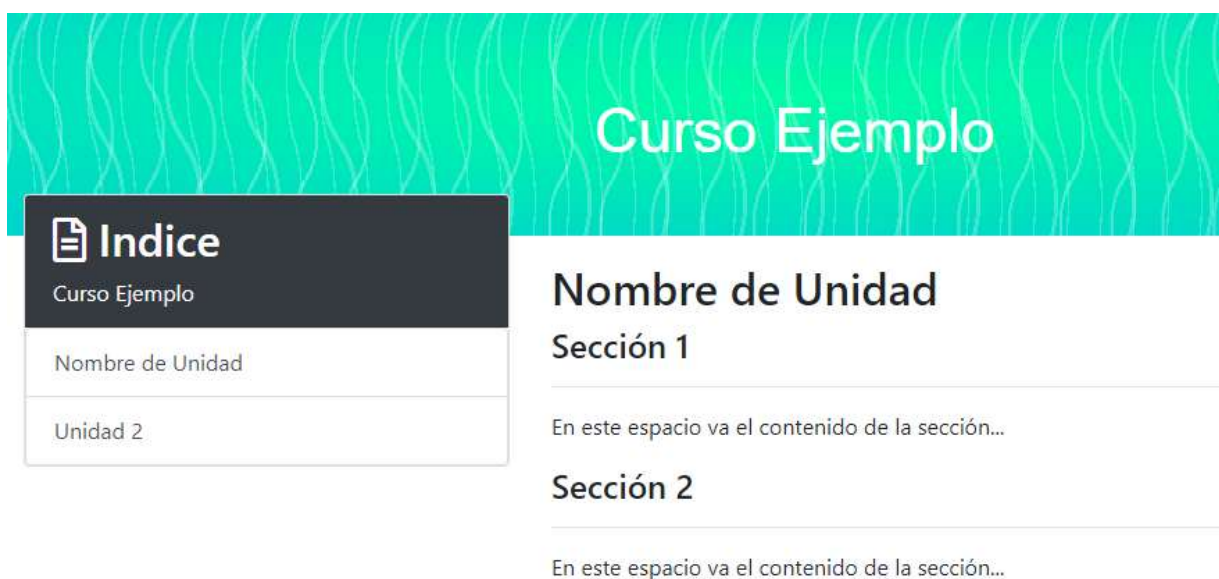 Curso Ejemplo
Indice
Curso Ejemplo
Nombre de Unidad
Unidad 2
Nombre de Unidad
Sección 1
En este espacio va el contenido de la sección...
Sección 2
En este espacio va el contenido de la sección...